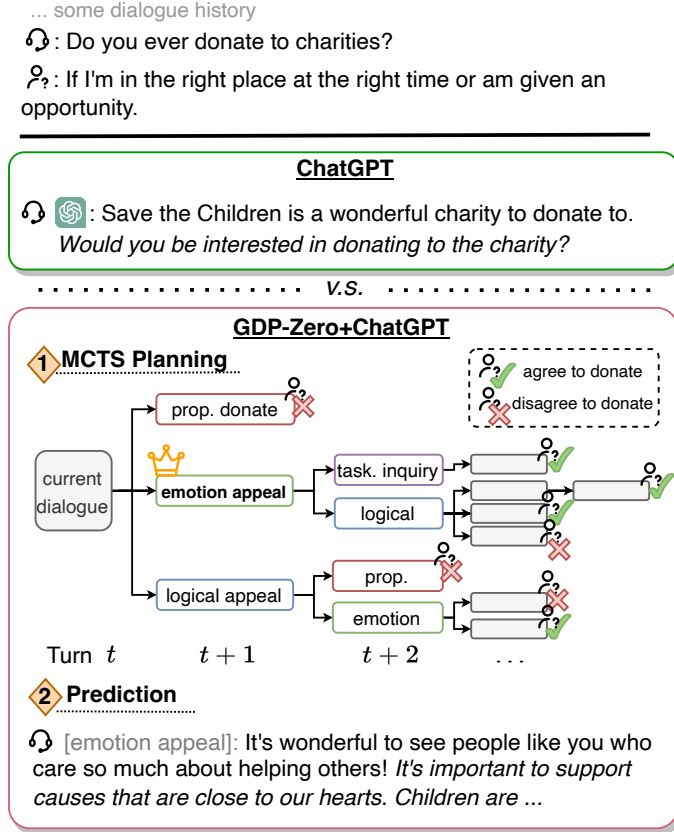 ... some dialogue history
: Do you ever donate to charities?
: If I'm in the right place at the right time or am given an
opportunity.
ChatGPT
: Save the Children is a wonderful charity to donate to.
Would you be interested in donating to the charity?
v.s.
GDP-Zero+ChatGPT
1 MCTS Planning
agree to donate
disagree to donate
prop. donate
current
dialogue
emotion appeal
task. inquiry
logical
logical appeal
prop.
emotion
Turn t t + 1 t + 2 ...
2 Prediction
[emotion appeal]: It's wonderful to see people like you who
care so much about helping others! It's important to support
causes that are close to our hearts. Children are ...